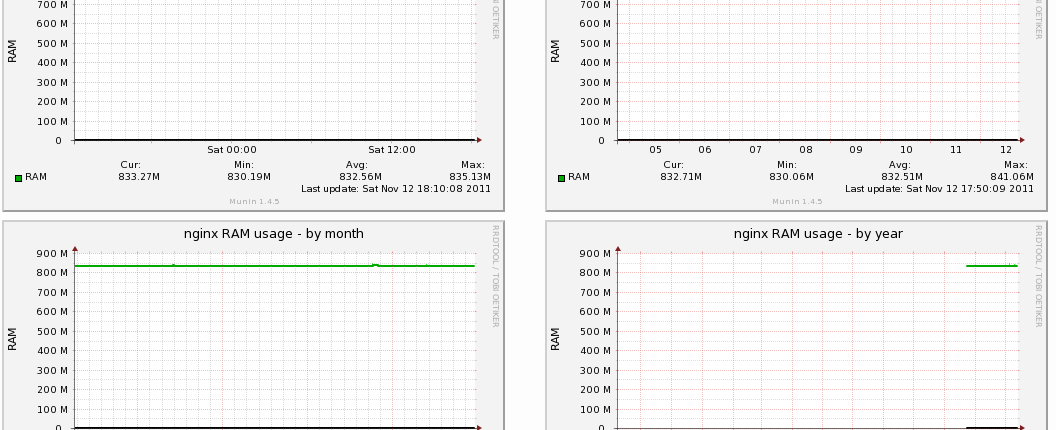 700 M
600 M
500 M
400 M
300 M
200 M
100 M
0
RAM
BI OETIKER
Sat 00:00 Sat 12:00
Cur: Min: Avg: Max:
RAM 833.27M 830.19M 832.56M 835.13M
Last update: Sat Nov 12 18:10:08 2011
Munin 1.4.5
700 M
600 M
500 M
400 M
300 M
200 M
100 M
0
RAM
BI OETIKER
05 06 07 08 09 10 11 12
Cur: Min: Avg: Max:
RAM 832.71M 830.06M 832.51M 841.06M
Last update: Sat Nov 12 17:50:09 2011
Munin 1.4.5
nginx RAM usage - by month
900 M
800 M
700 M
600 M
500 M
400 M
300 M
200 M
100 M
0
RAM
RRDTOOL / TOBI OETIKER
nginx RAM usage - by year
900 M
800 M
700 M
600 M
500 M
400 M
300 M
200 M
100 M
0
RAM
RRDTOOL / TOBI OETIKER